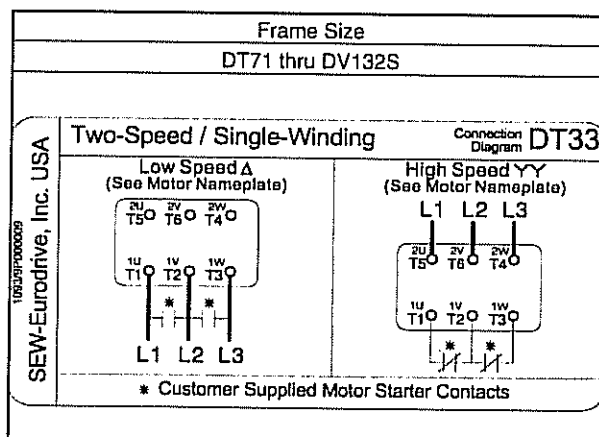 Frame Size
DT71 thru DV132S
Two-Speed / Single-Winding
Connection Diagram DT33
SEW-Eurodrive, Inc. USA
Low Speed Δ
(See Motor Nameplate)
2U 2V 2W
T5 T6 T4
1U 1V 1W
T1 T2 T3
* *
L1 L2 L3
High Speed YY
(See Motor Nameplate)
L1 L2 L3
2U 2V 2W
T5 T6 T4
1U 1V 1W
T1 T2 T3
* *
* Customer Supplied Motor Starter Contacts